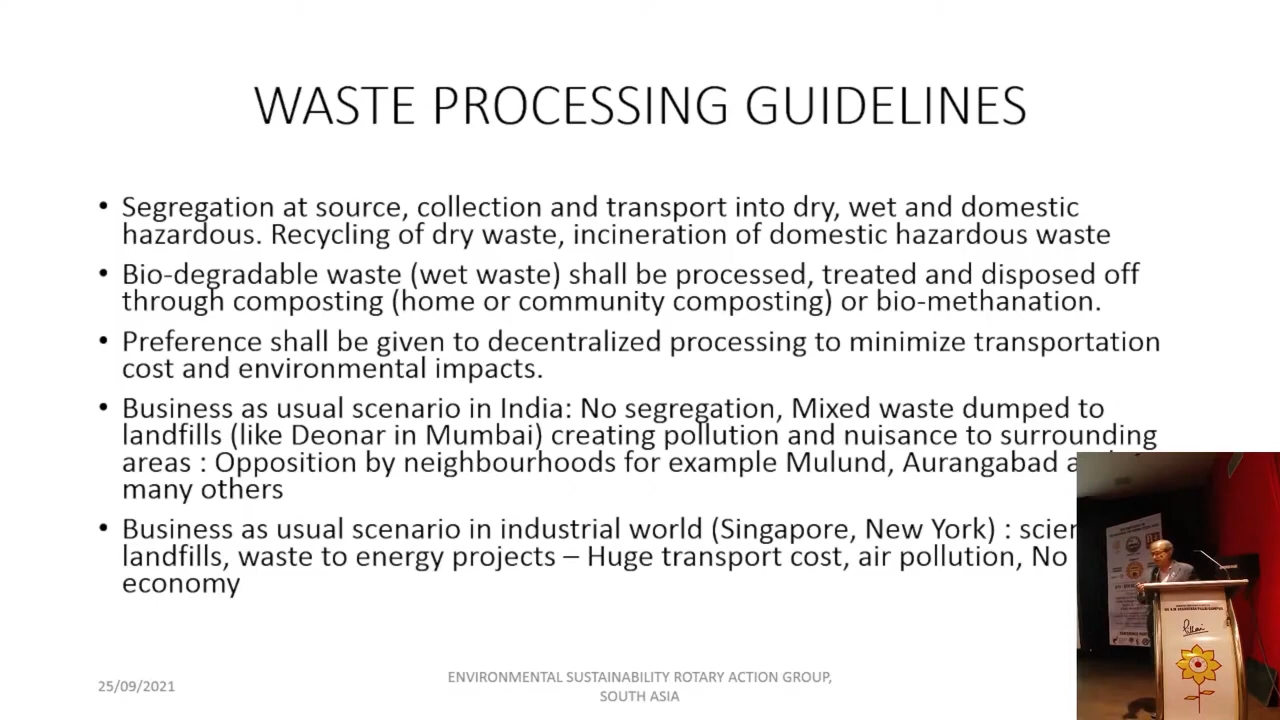 WASTE PROCESSING GUIDELINES
• Segregation at source, collection and transport into dry, wet and domestic
hazardous. Recycling of dry waste, incineration of domestic hazardous waste
• Bio-degradable waste (wet waste) shall be processed, treated and disposed off
through composting (home or community composting) or bio-methanation.
• Preference shall be given to decentralized processing to minimize transportation
cost and environmental impacts.
• Business as usual scenario in India: No segregation, Mixed waste dumped to
landfills (like Deonar in Mumbai) creating pollution and nuisance to surrounding
areas : Opposition by neighbourhoods for example Mulund, Aurangabad
many others
• Business as usual scenario in industrial world (Singapore, New York) :
landfills, waste to energy projects – Huge transport cost, air pollution, No
economy
25/09/2021
ENVIRONMENTAL SUSTAINABILITY ROTARY ACTION GROUP,
SOUTH ASIA